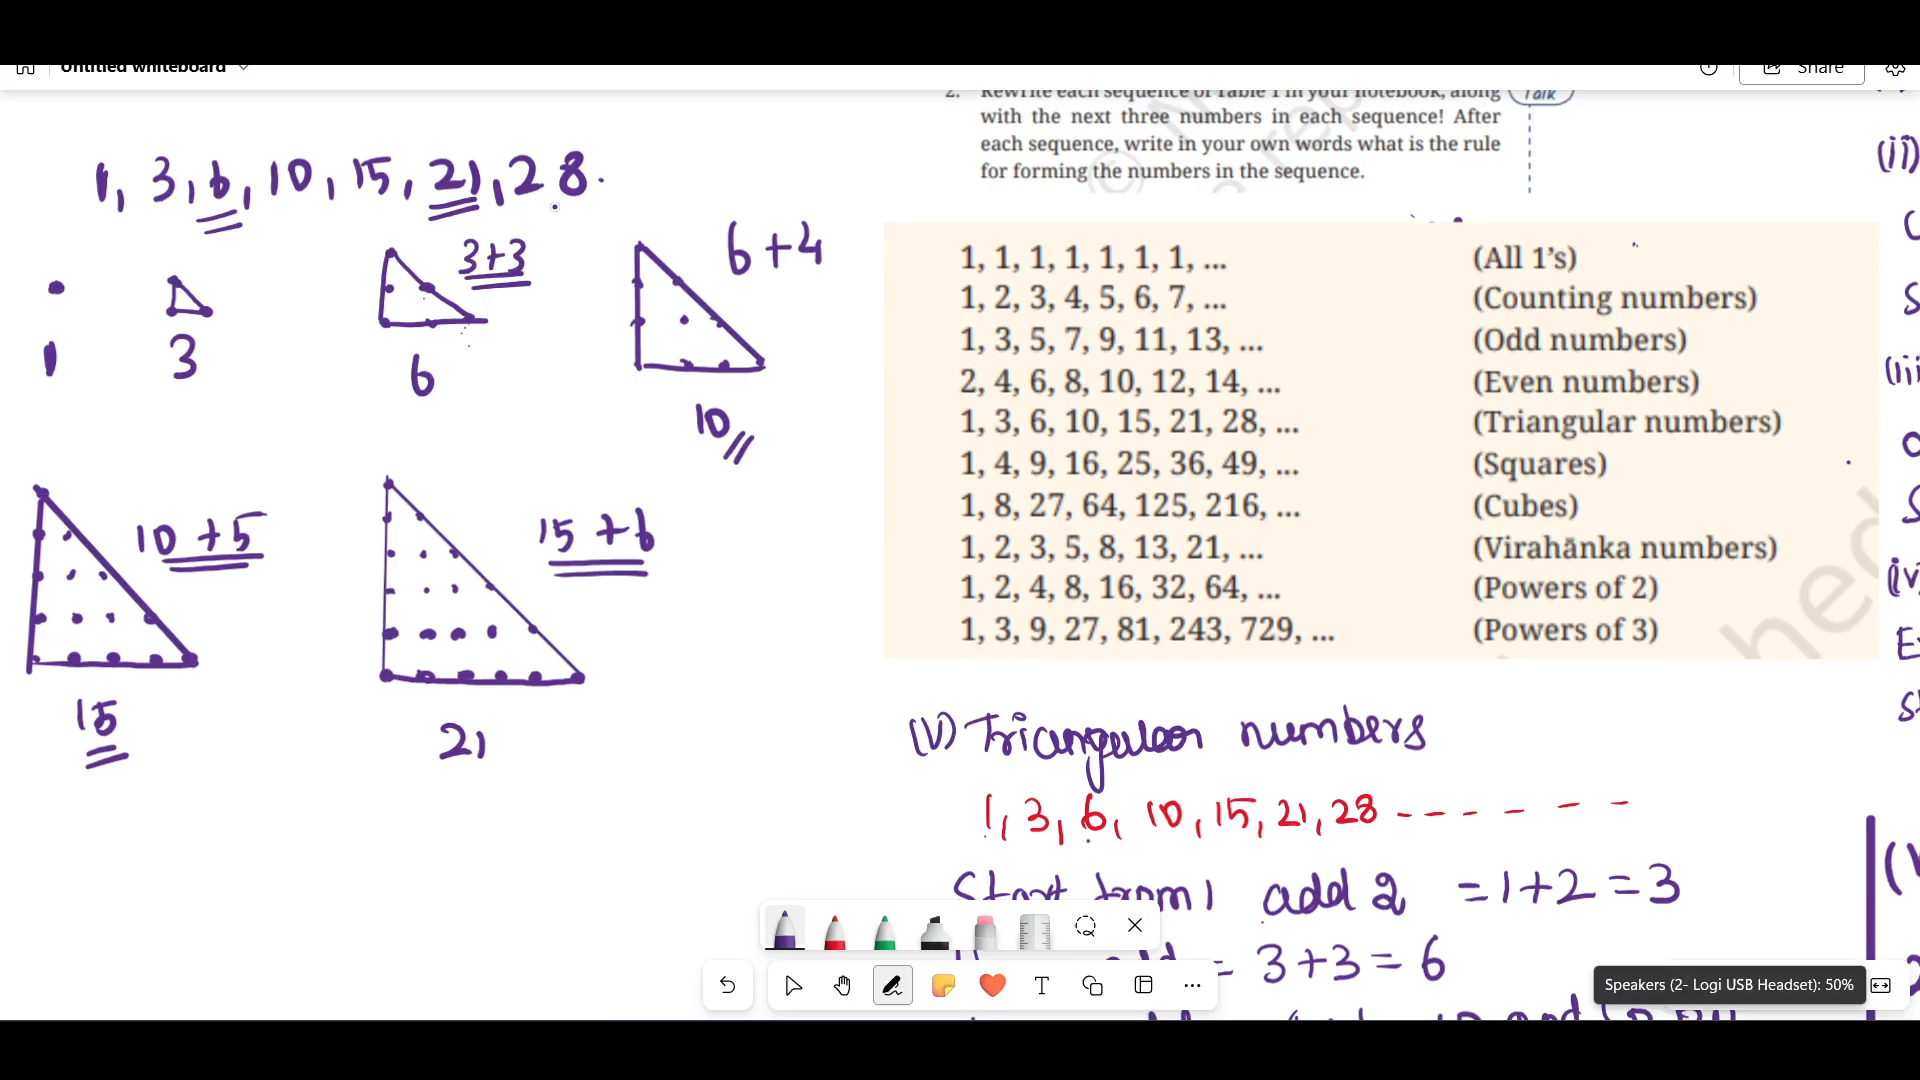 Untitled whiteboard
Share
2. Rewrite each sequence of Table 1 in your notebook, along
with the next three numbers in each sequence! After
each sequence, write in your own words what is the rule
for forming the numbers in the sequence.
Talk
1, 3, 6, 10, 15, 21, 28.
3+3
6+4
1
3
6
10
10+5
15+6
15
21
1, 1, 1, 1, 1, 1, 1, ... (All 1's)
1, 2, 3, 4, 5, 6, 7, ... (Counting numbers)
1, 3, 5, 7, 9, 11, 13, ... (Odd numbers)
2, 4, 6, 8, 10, 12, 14, ... (Even numbers)
1, 3, 6, 10, 15, 21, 28, ... (Triangular numbers)
1, 4, 9, 16, 25, 36, 49, ... (Squares)
1, 8, 27, 64, 125, 216, ... (Cubes)
1, 2, 3, 5, 8, 13, 21, ... (Virahānka numbers)
1, 2, 4, 8, 16, 32, 64, ... (Powers of 2)
1, 3, 9, 27, 81, 243, 729, ... (Powers of 3)
(V) Triangular numbers
1, 3, 6, 10, 15, 21, 28 - - - - - - -
Start from 1 add 2 = 1+2 = 3
= 3+3 = 6
(ii)
(iii
(iv
Speakers (2- Logi USB Headset): 50%